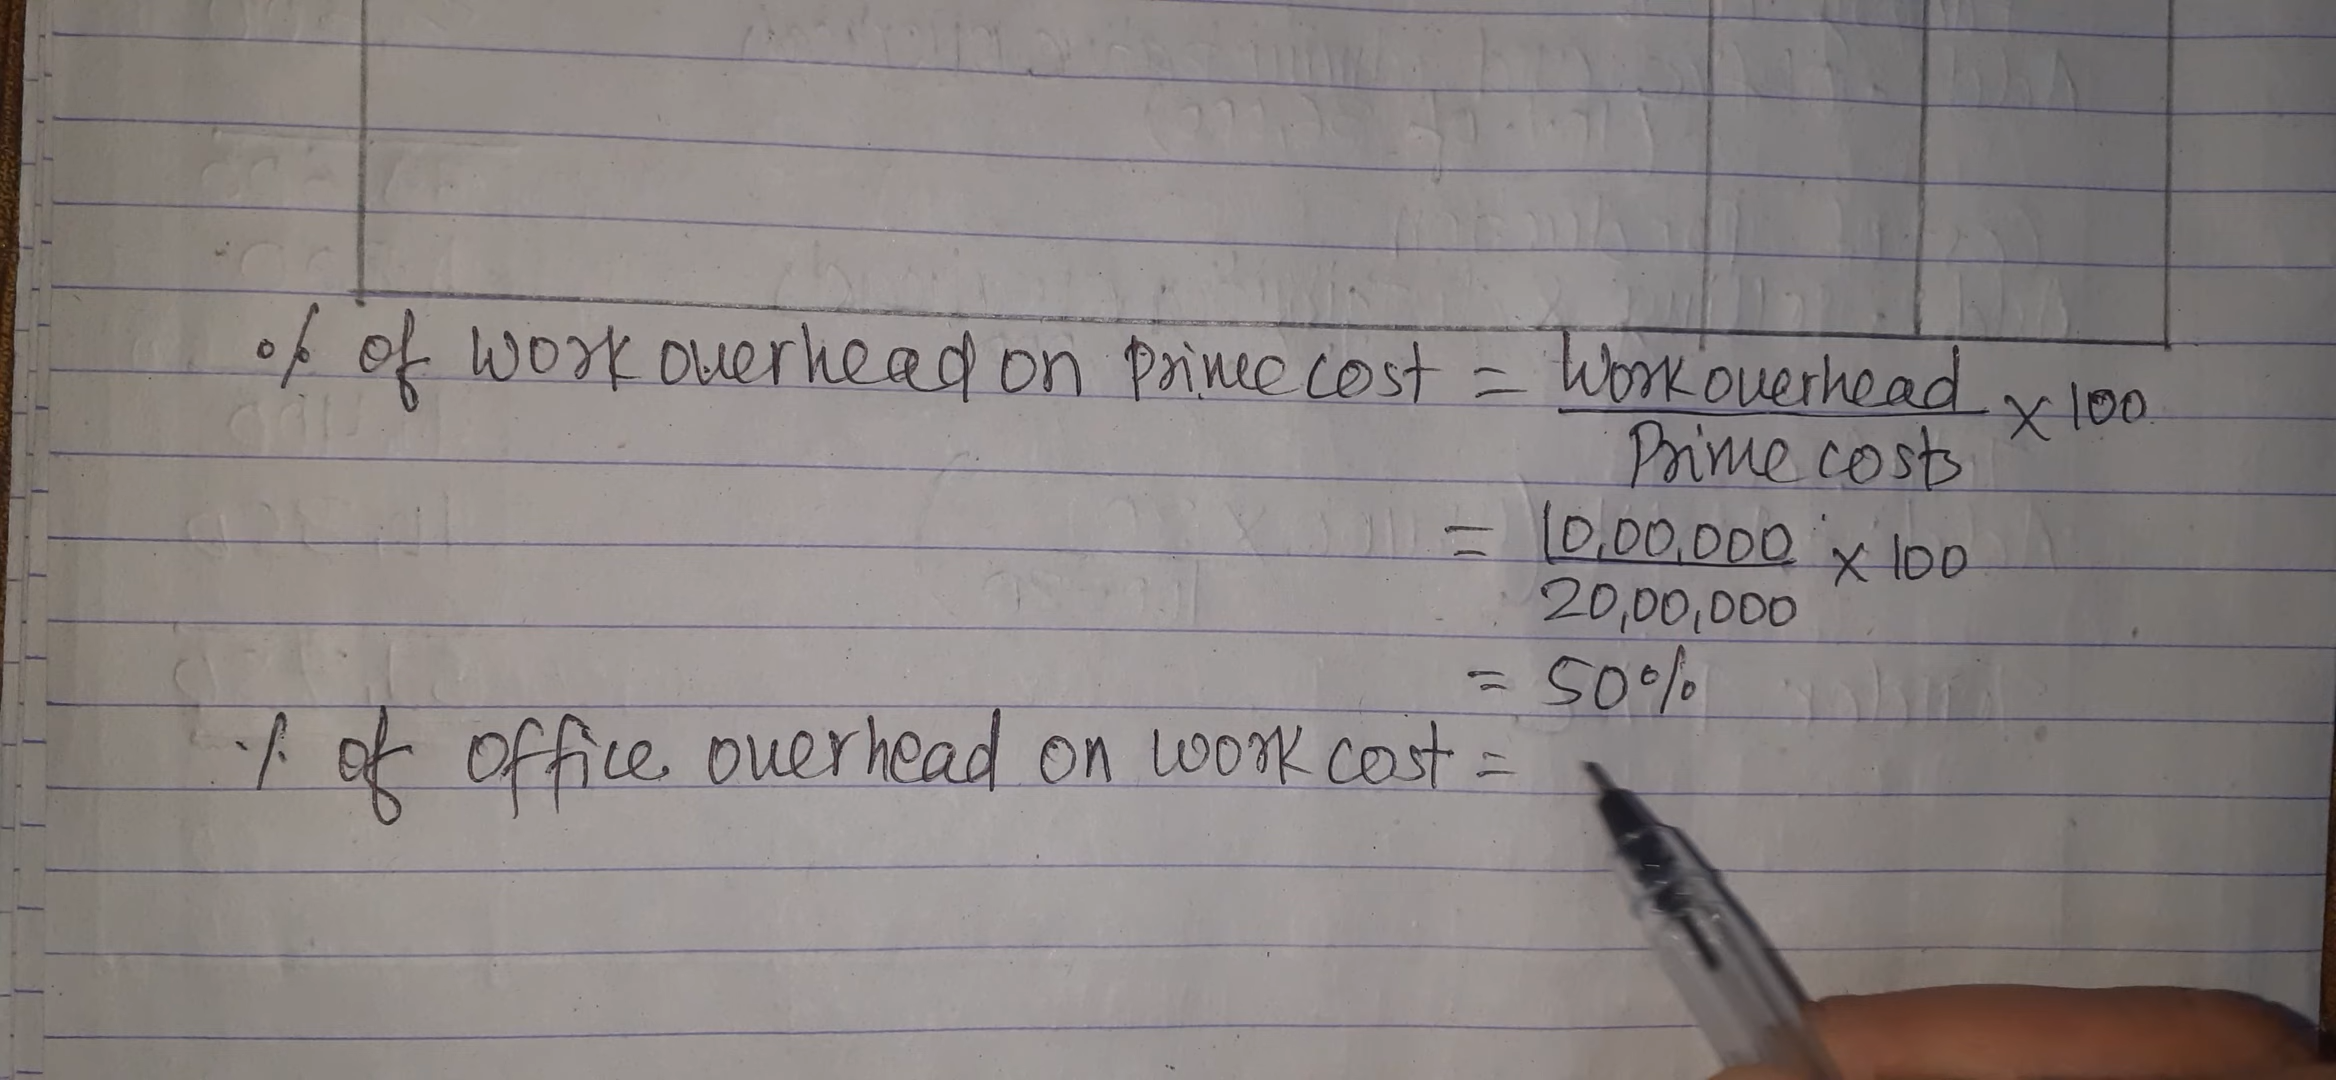 % of work overhead on Prime cost = Work overhead / Prime costs × 100
= 10,00,000 / 20,00,000 × 100
= 50%
% of office overhead on work cost =